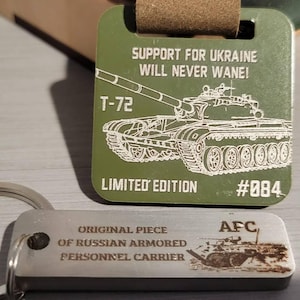 SUPPORT FOR UKRAINE
WILL NEVER WANE!
T-72
LIMITED EDITION #084
ORIGINAL PIECE
OF RUSSIAN ARMORED
PERSONNEL CARRIER
AFC